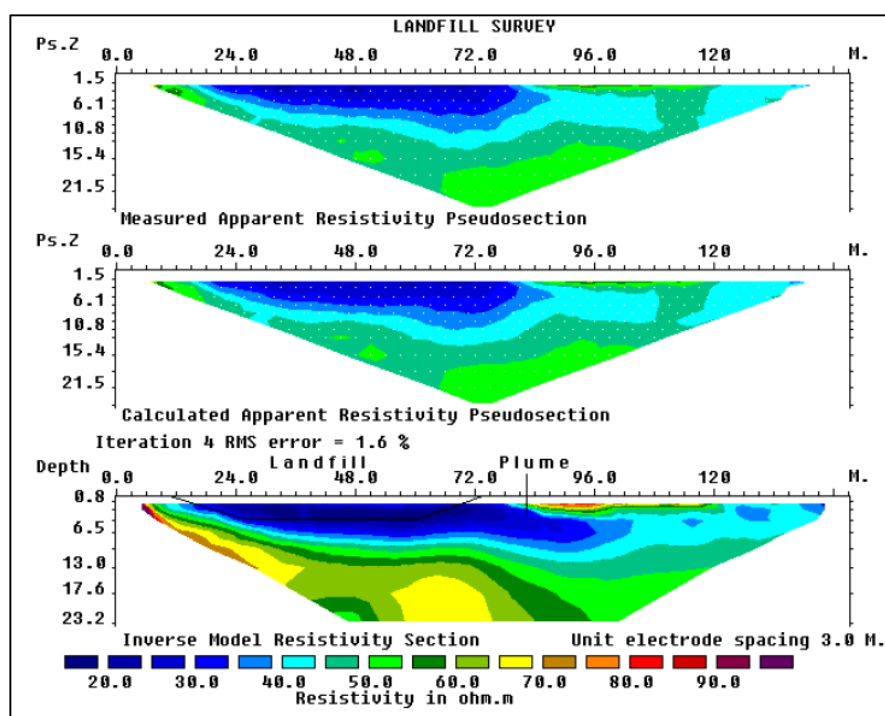 LANDFILL SURVEY
Ps.Z 0.0 24.0 48.0 72.0 96.0 120 M.
1.5
6.1
10.8
15.4
21.5
Measured Apparent Resistivity Pseudosection
Ps.Z 0.0 24.0 48.0 72.0 96.0 120 M.
1.5
6.1
10.8
15.4
21.5
Calculated Apparent Resistivity Pseudosection
Iteration 4 RMS error = 1.6 %
Landfill Plume
Depth 0.0 24.0 48.0 72.0 96.0 120 M.
0.8
6.5
13.0
17.6
23.2
Inverse Model Resistivity Section Unit electrode spacing 3.0 M.
20.0 30.0 40.0 50.0 60.0 70.0 80.0 90.0
Resistivity in ohm.m